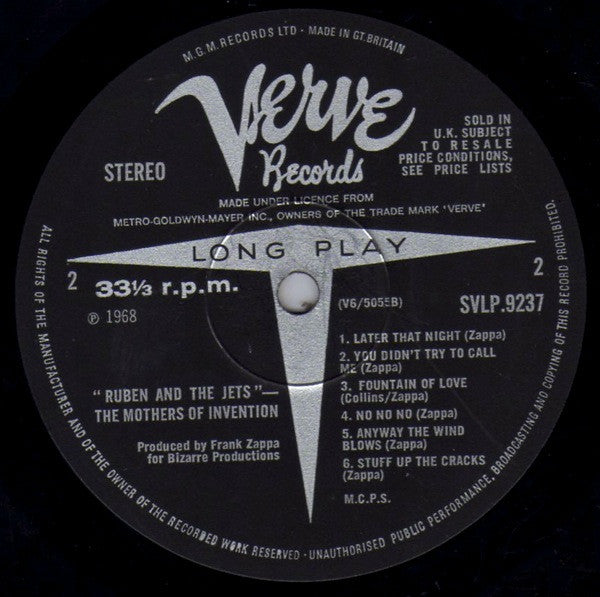 M.G.M. RECORDS LTD · MADE IN GT. BRITAIN
Verve
Records
STEREO
SOLD IN
U.K. SUBJECT
TO RESALE
PRICE CONDITIONS,
SEE PRICE LISTS
MADE UNDER LICENCE FROM
METRO-GOLDWYN-MAYER INC., OWNERS OF THE TRADE MARK "VERVE"
LONG PLAY
2
33⅓ r.p.m.
2
℗ 1968
(V6/5055B)
SVLP.9237
"RUBEN AND THE JETS"—
THE MOTHERS OF INVENTION
Produced by Frank Zappa
for Bizarre Productions
1. LATER THAT NIGHT (Zappa)
2. YOU DIDN'T TRY TO CALL
ME (Zappa)
3. FOUNTAIN OF LOVE
(Collins/Zappa)
4. NO NO NO (Zappa)
5. ANYWAY THE WIND
BLOWS (Zappa)
6. STUFF UP THE CRACKS
(Zappa)
M.C.P.S.
ALL RIGHTS OF THE MANUFACTURER AND OF THE OWNER OF THE RECORDED WORK RESERVED · UNAUTHORISED PUBLIC PERFORMANCE, BROADCASTING AND COPYING OF THIS RECORD PROHIBITED.